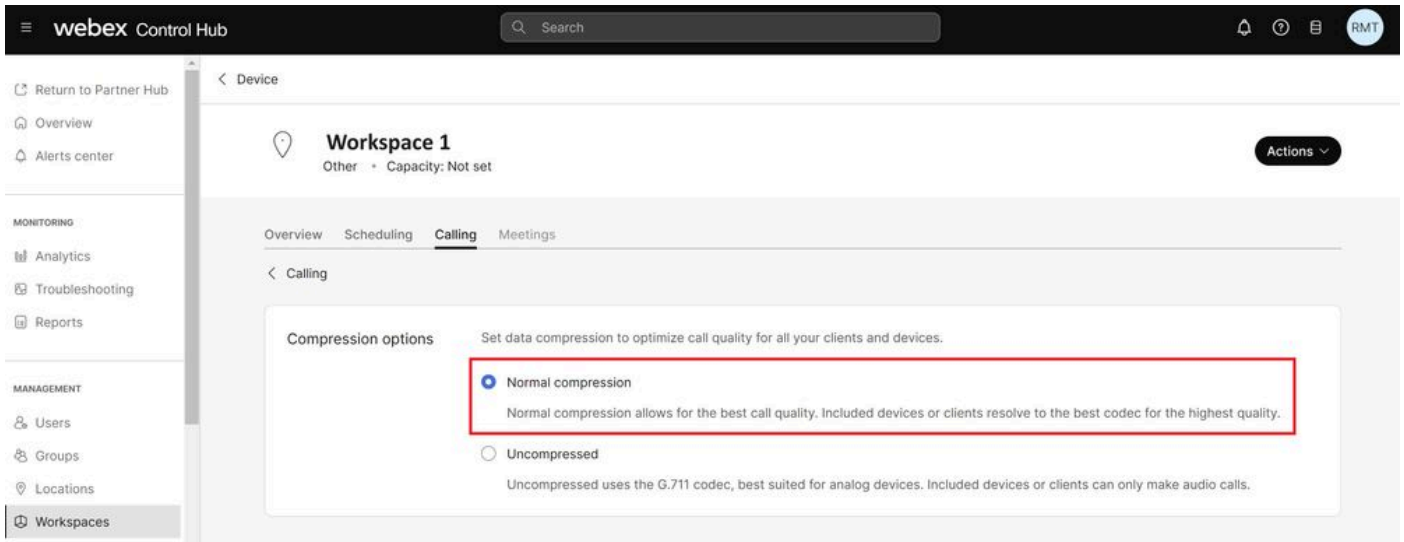 webex Control Hub
Search
RMT
Return to Partner Hub
Overview
Alerts center
MONITORING
Analytics
Troubleshooting
Reports
MANAGEMENT
Users
Groups
Locations
Workspaces
Device
Workspace 1
Other • Capacity: Not set
Actions
Overview Scheduling Calling Meetings
Calling
Compression options
Set data compression to optimize call quality for all your clients and devices.
Normal compression
Normal compression allows for the best call quality. Included devices or clients resolve to the best codec for the highest quality.
Uncompressed
Uncompressed uses the G.711 codec, best suited for analog devices. Included devices or clients can only make audio calls.